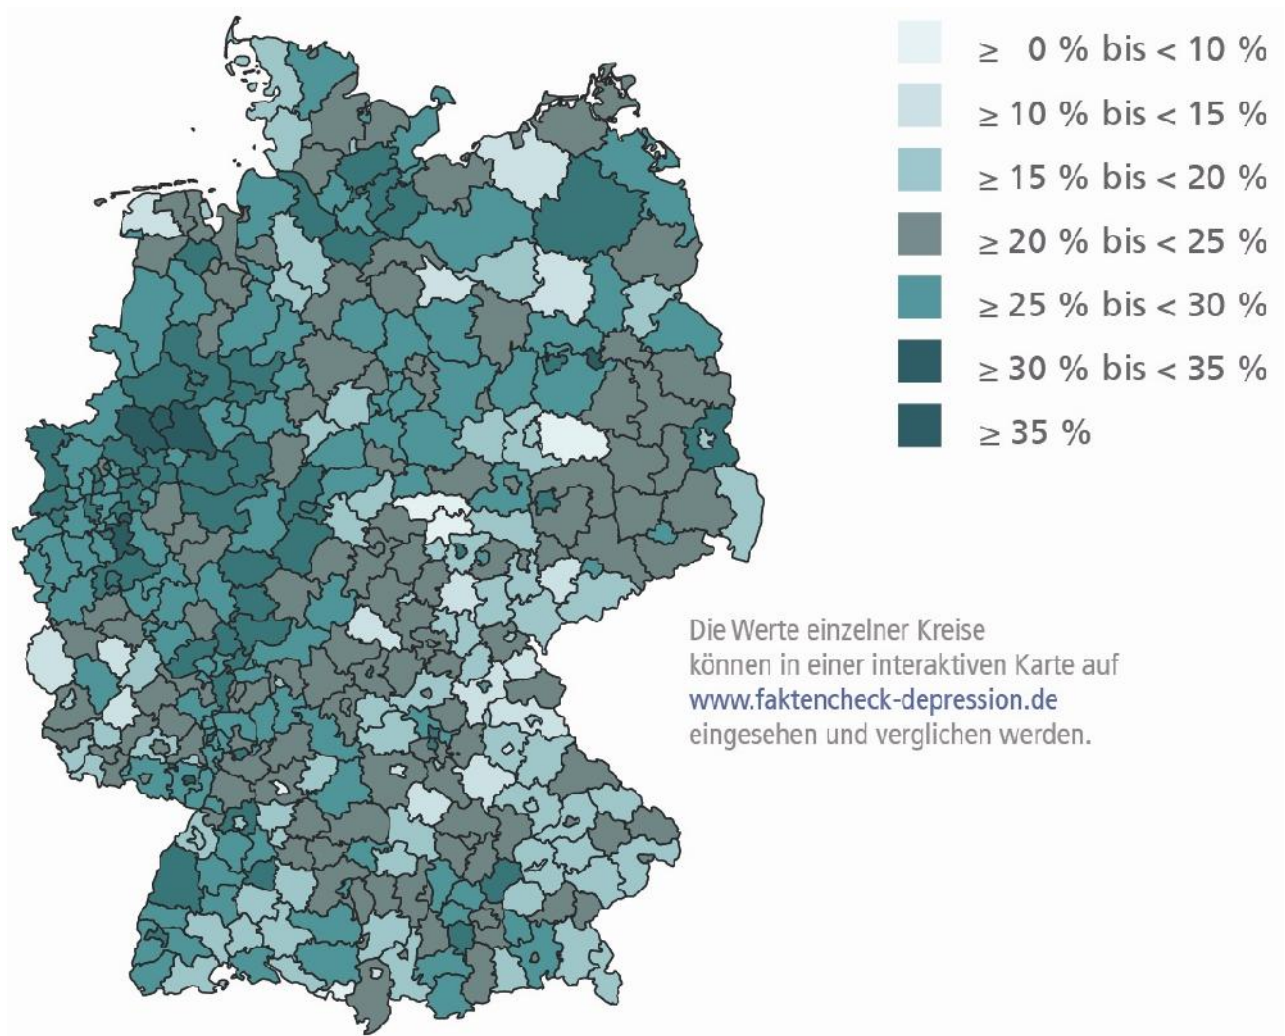 ≥ 0 % bis < 10 %
≥ 10 % bis < 15 %
≥ 15 % bis < 20 %
≥ 20 % bis < 25 %
≥ 25 % bis < 30 %
≥ 30 % bis < 35 %
≥ 35 %
Die Werte einzelner Kreise
können in einer interaktiven Karte auf
www.faktencheck-depression.de
eingesehen und verglichen werden.